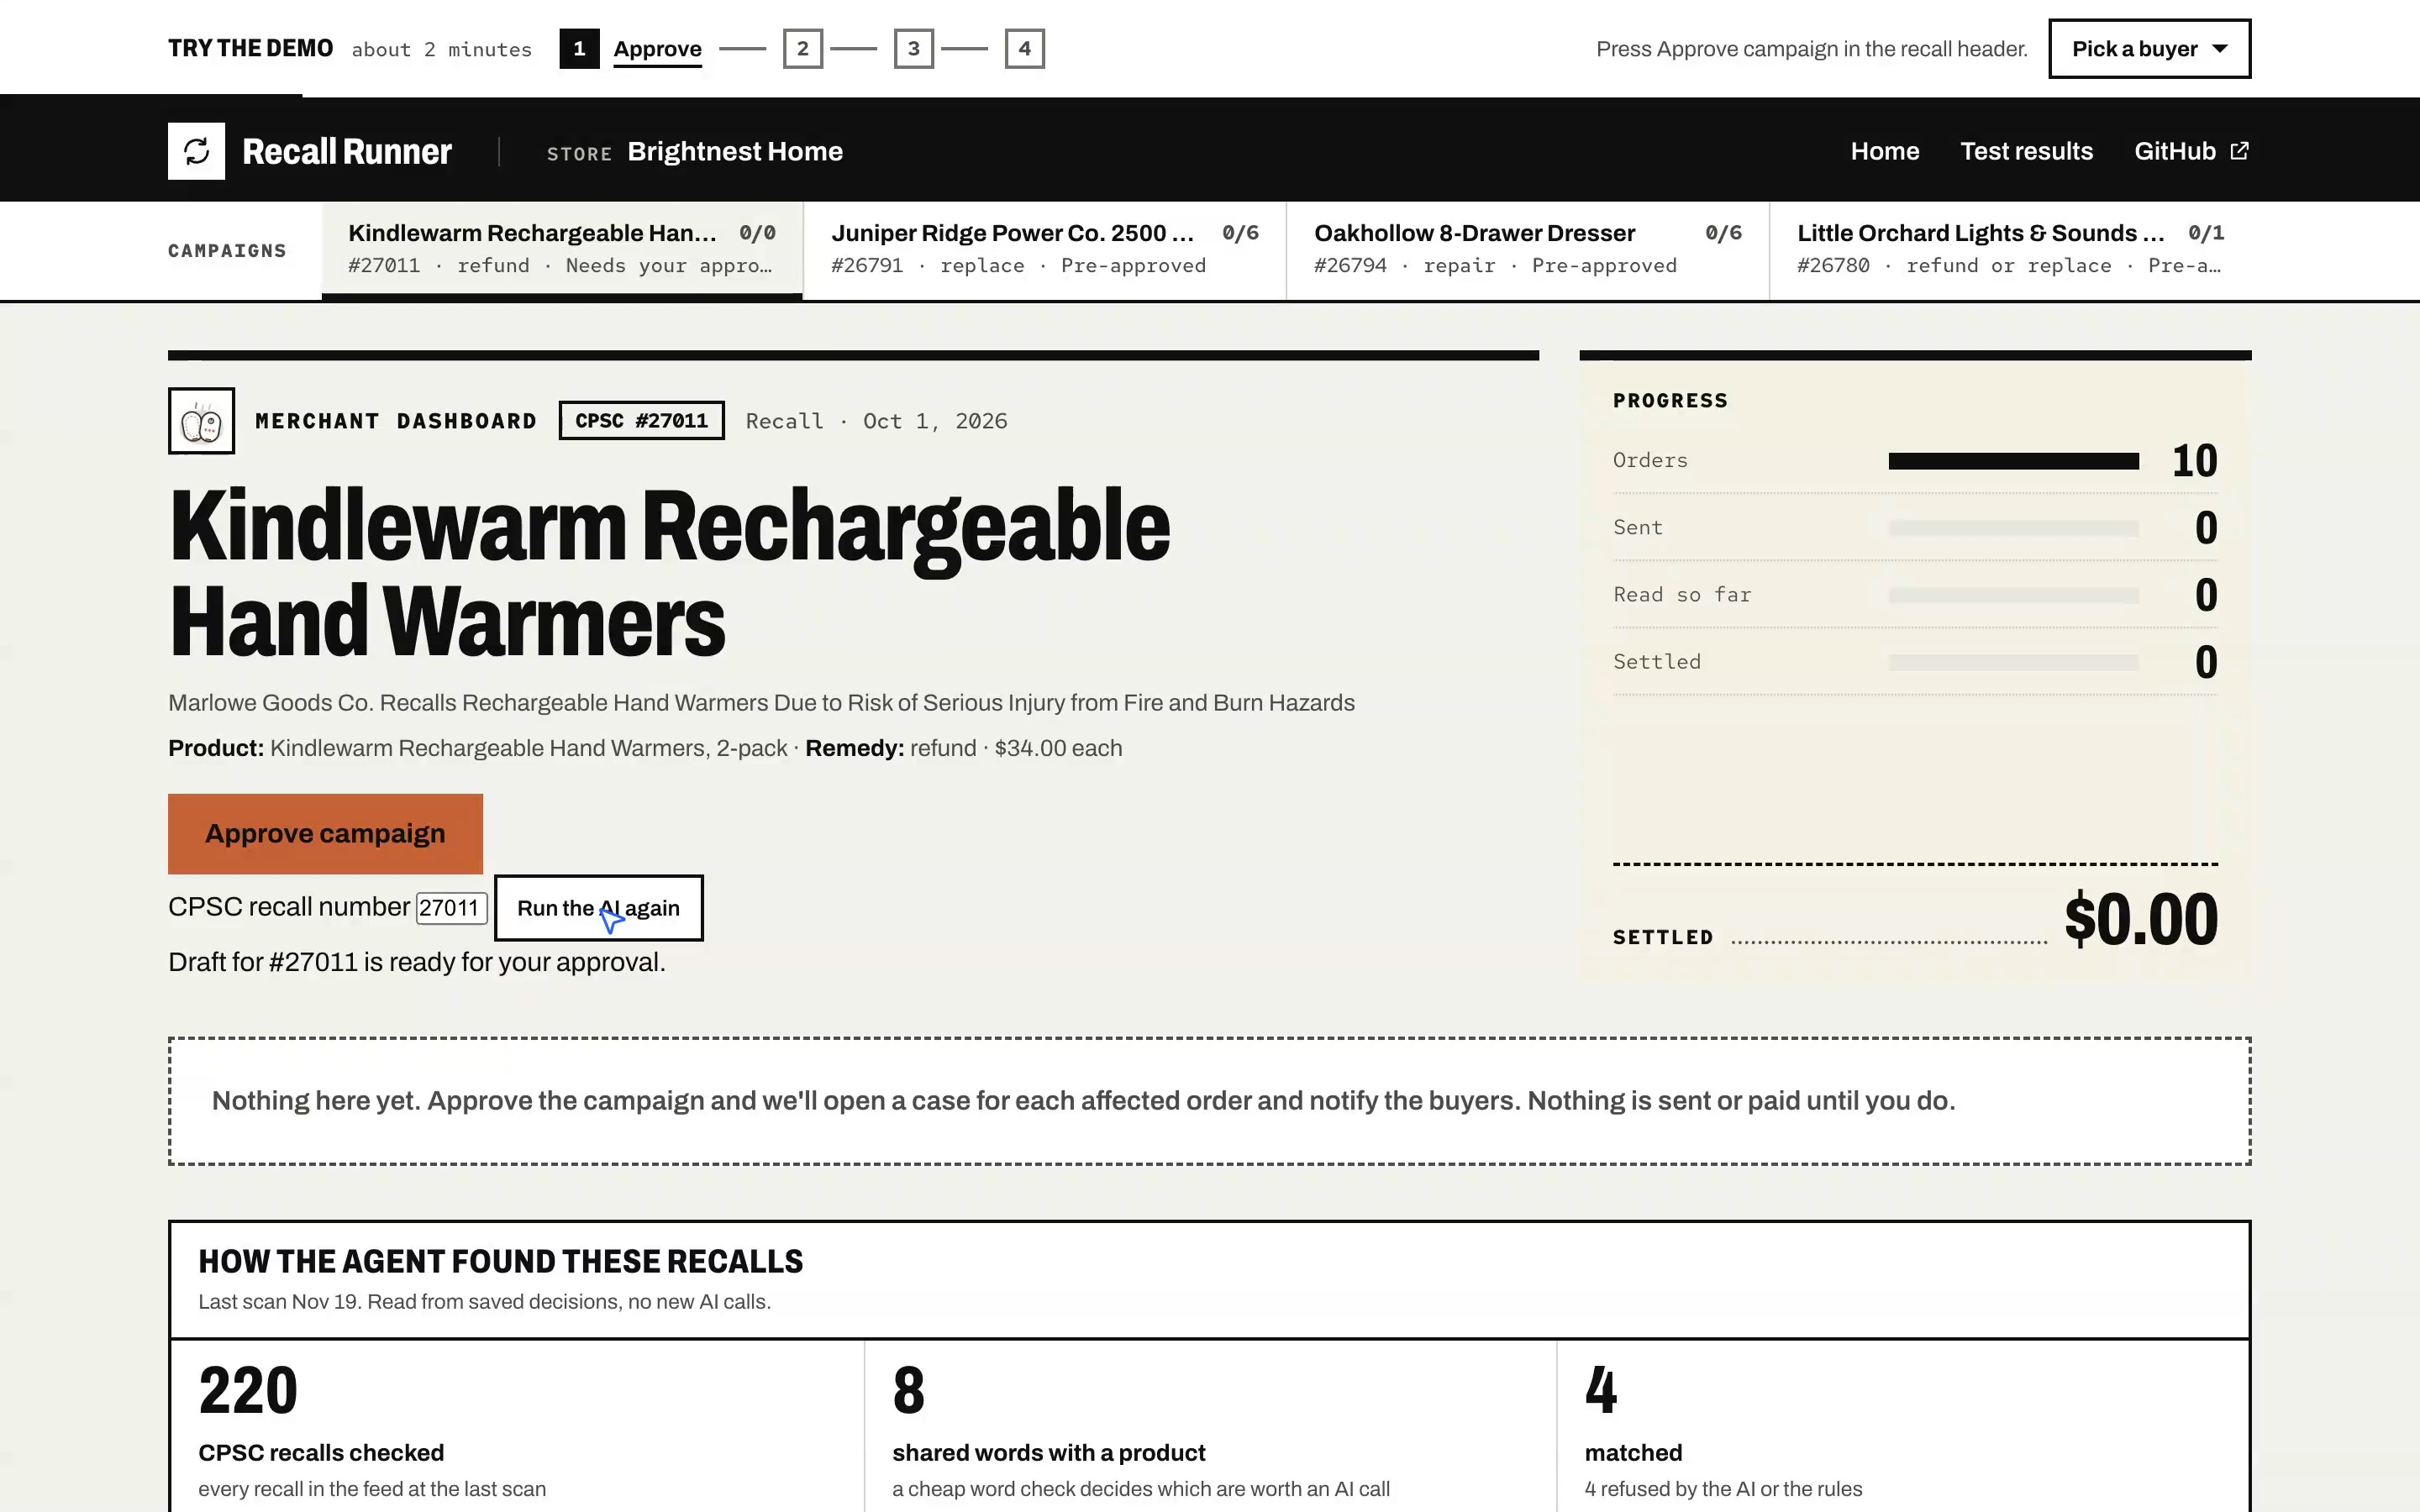 TRY THE DEMO about 2 minutes 1 Approve 2 3 4 Press Approve campaign in the recall header. Pick a buyer
Recall Runner STORE Brightnest Home Home Test results GitHub
CAMPAIGNS
Kindlewarm Rechargeable Han... 0/0
#27011 · refund · Needs your appro...
Juniper Ridge Power Co. 2500 ... 0/6
#26791 · replace · Pre-approved
Oakhollow 8-Drawer Dresser 0/6
#26794 · repair · Pre-approved
Little Orchard Lights & Sounds ... 0/1
#26780 · refund or replace · Pre-a...
MERCHANT DASHBOARD CPSC #27011 Recall · Oct 1, 2026
Kindlewarm Rechargeable
Hand Warmers
Marlowe Goods Co. Recalls Rechargeable Hand Warmers Due to Risk of Serious Injury from Fire and Burn Hazards
Product: Kindlewarm Rechargeable Hand Warmers, 2-pack · Remedy: refund · $34.00 each
Approve campaign
CPSC recall number 27011 Run the AI again
Draft for #27011 is ready for your approval.
PROGRESS
Orders 10
Sent 0
Read so far 0
Settled 0
SETTLED $0.00
Nothing here yet. Approve the campaign and we'll open a case for each affected order and notify the buyers. Nothing is sent or paid until you do.
HOW THE AGENT FOUND THESE RECALLS
Last scan Nov 19. Read from saved decisions, no new AI calls.
220
CPSC recalls checked
every recall in the feed at the last scan
8
shared words with a product
a cheap word check decides which are worth an AI call
4
matched
4 refused by the AI or the rules